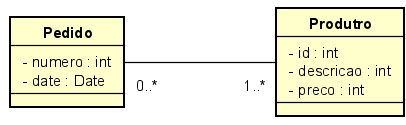 Pedido
- numero : int
- date : Date
0..*
1..*
Produtro
- id : int
- descricao : int
- preco : int